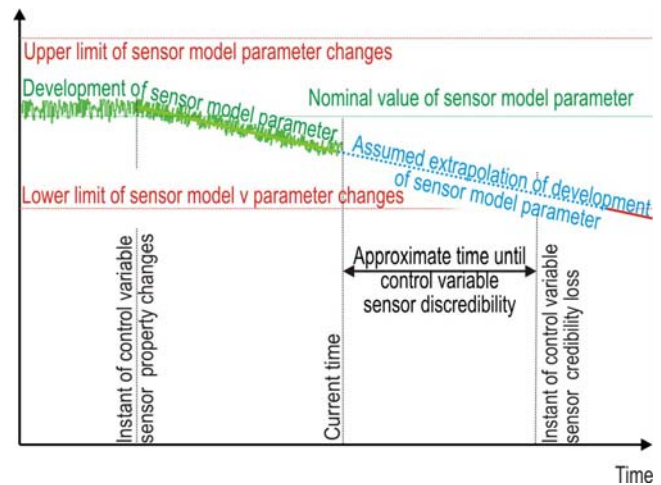 Upper limit of sensor model parameter changes
Development of sensor model parameter
Nominal value of sensor model parameter
Assumed extrapolation of development
of sensor model parameter
Lower limit of sensor model v parameter changes
Approximate time until
control variable
sensor discredibility
Instant of control variable
sensor property changes
Current time
Instant of control variable
sensor credibility loss
Time